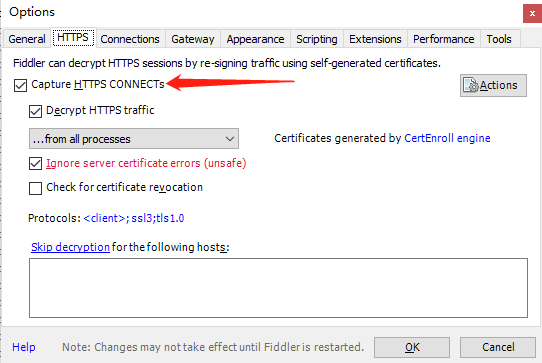 Options
General HTTPS Connections Gateway Appearance Scripting Extensions Performance Tools
Fiddler can decrypt HTTPS sessions by re-signing traffic using self-generated certificates.
Capture HTTPS CONNECTs Actions
Decrypt HTTPS traffic
...from all processes Certificates generated by CertEnroll engine
Ignore server certificate errors (unsafe)
Check for certificate revocation
Protocols: <client>;ssl3;tls1.0
Skip decryption for the following hosts:
Help Note: Changes may not take effect until Fiddler is restarted. OK Cancel